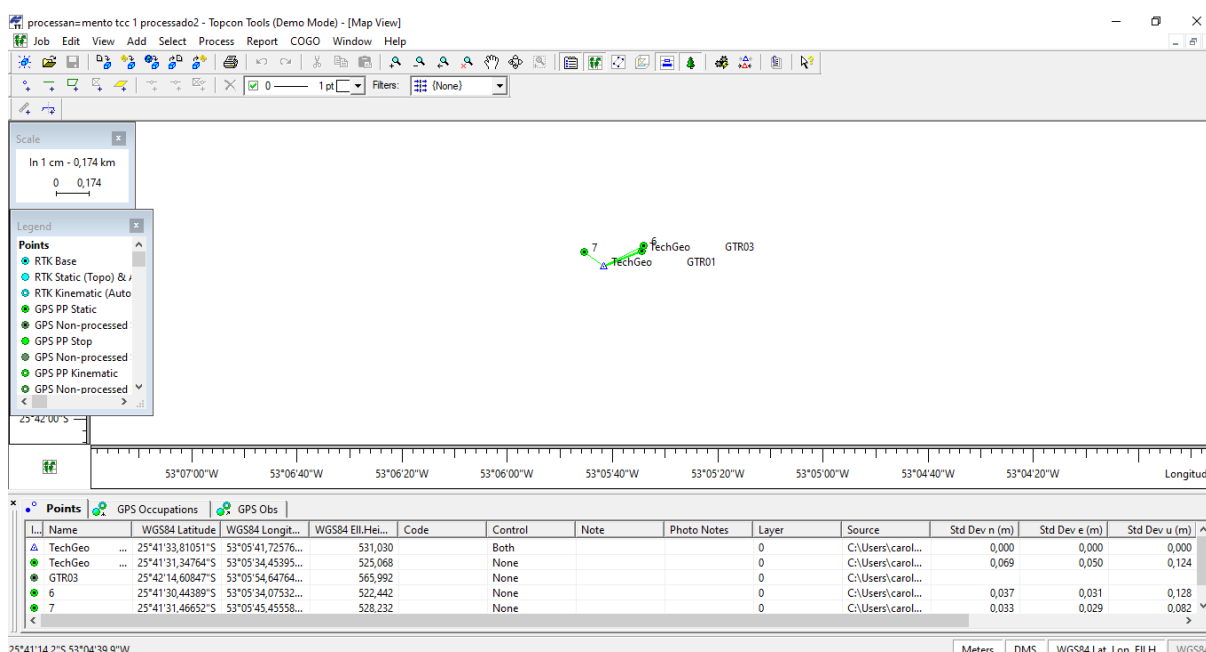 processan=mento tcc 1 processado2 - Topcon Tools (Demo Mode) - [Map View]
Job Edit View Add Select Process Report COGO Window Help
0 1 pt Filters: {None}
Scale
In 1 cm - 0,174 km
0 0,174
Legend
Points
RTK Base
RTK Static (Topo) &
RTK Kinematic (Auto
GPS PP Static
GPS Non-processed
GPS PP Stop
GPS Non-processed
GPS PP Kinematic
GPS Non-processed
7
6
TechGeo GTR03
TechGeo GTR01
25°42'00"S
53°07'00"W 53°06'40"W 53°06'20"W 53°06'00"W 53°05'40"W 53°05'20"W 53°05'00"W 53°04'40"W 53°04'20"W Longitud
Points GPS Occupations GPS Obs
I... Name WGS84 Latitude WGS84 Longit... WGS84 Ell.Hei... Code Control Note Photo Notes Layer Source Std Dev n (m) Std Dev e (m) Std Dev u (m)
TechGeo ... 25°41'33,81051"S 53°05'41,72576... 531,030 Both 0 C:\Users\carol... 0,000 0,000 0,000
TechGeo ... 25°41'31,34764"S 53°05'34,45395... 525,068 None 0 C:\Users\carol... 0,069 0,050 0,124
GTR03 25°42'14,60847"S 53°05'54,64764... 565,992 None 0 C:\Users\carol...
6 25°41'30,44389"S 53°05'34,07532... 522,442 None 0 C:\Users\carol... 0,037 0,031 0,128
7 25°41'31,46652"S 53°05'45,45558... 528,232 None 0 C:\Users\carol... 0,033 0,029 0,082
25°41'14,2"S 53°04'39,9"W Meters DMS WGS84 Lat, Lon, Ell.H WGS84